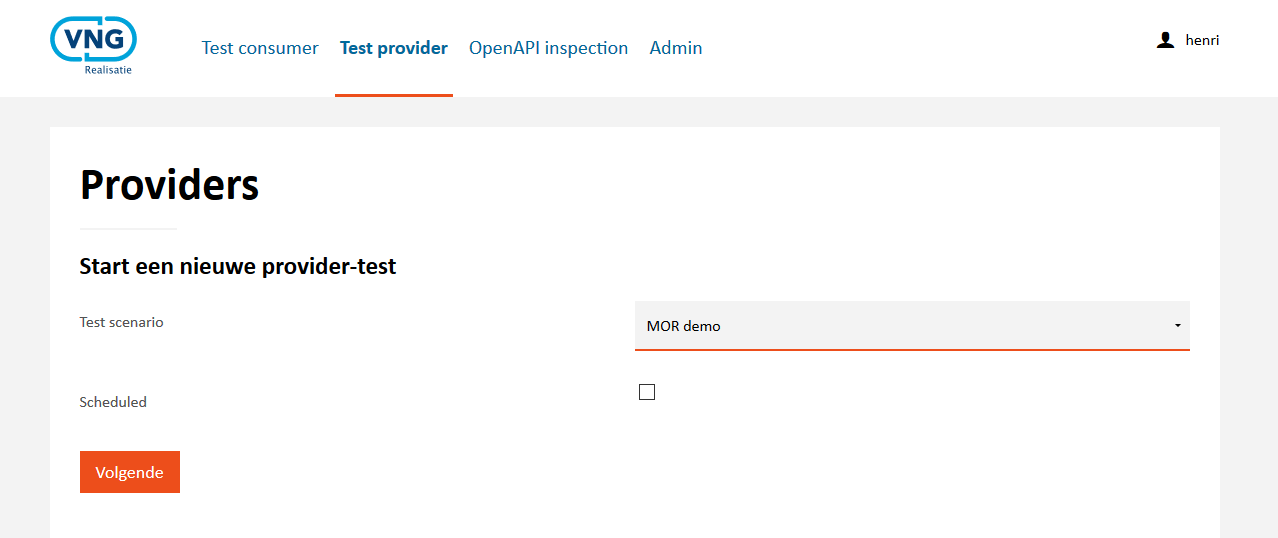 VNG
Realisatie
Test consumer Test provider OpenAPI inspection Admin
henri
Providers
Start een nieuwe provider-test
Test scenario
MOR demo
Scheduled
Volgende